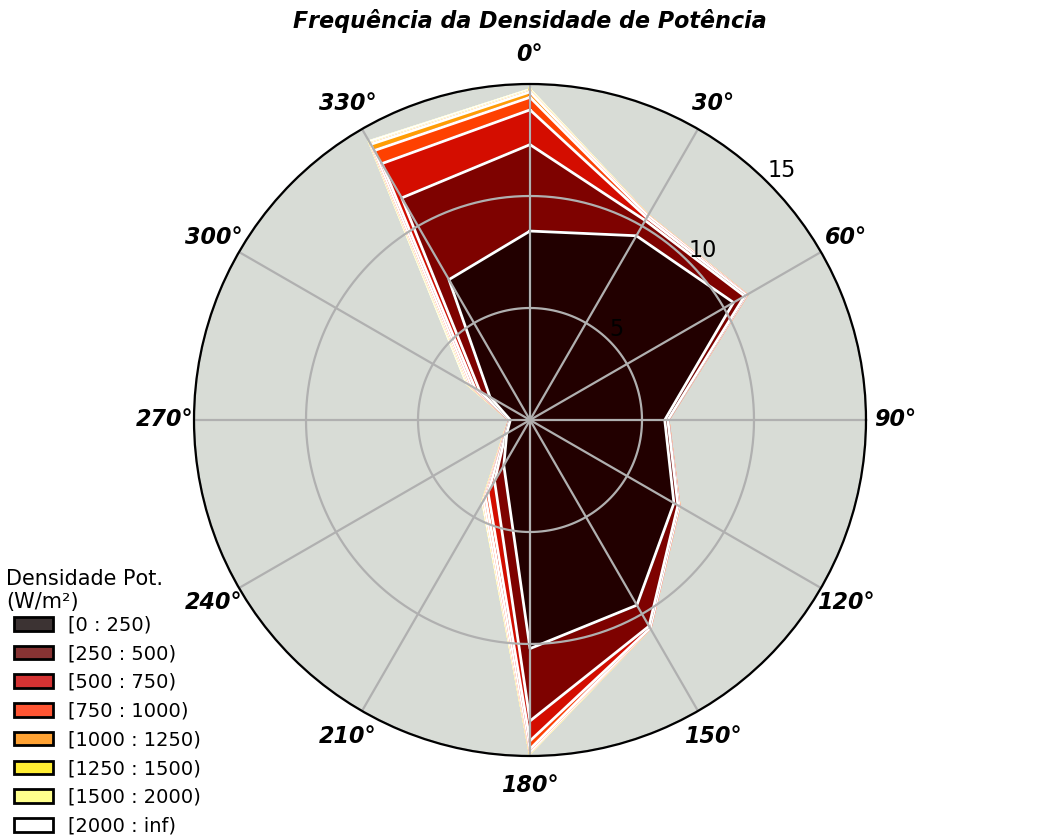 Frequência da Densidade de Potência
0°
330°
30°
15
300°
60°
10
5
270°
90°
Densidade Pot.
(W/m²)
240°
120°
[0 : 250)
[250 : 500)
[500 : 750)
[750 : 1000)
210°
150°
[1000 : 1250)
[1250 : 1500)
180°
[1500 : 2000)
[2000 : inf)